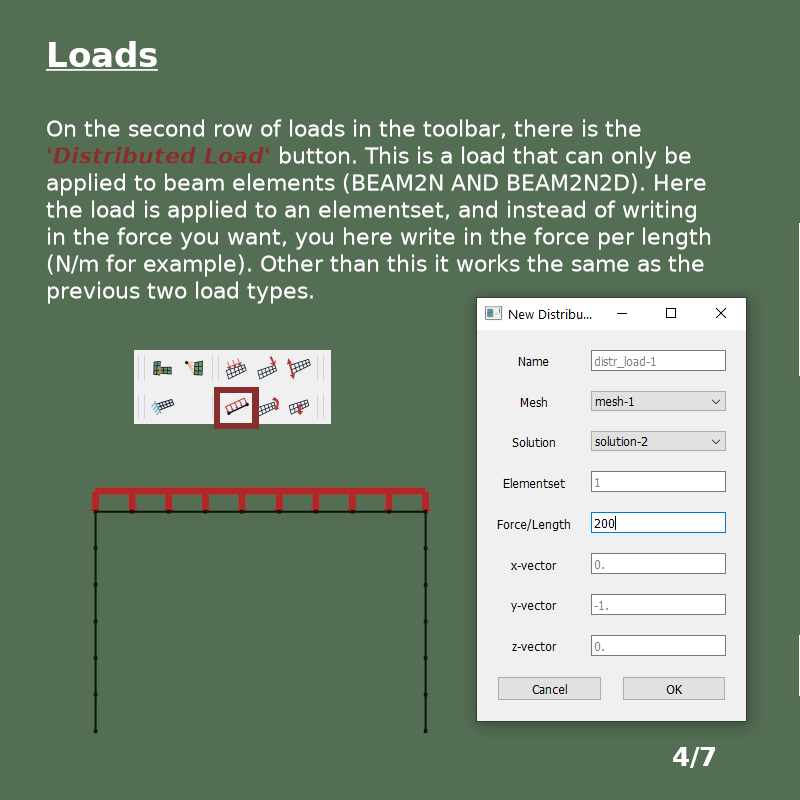 Loads
On the second row of loads in the toolbar, there is the
'Distributed Load' button. This is a load that can only be
applied to beam elements (BEAM2N AND BEAM2N2D). Here
the load is applied to an elementset, and instead of writing
in the force you want, you here write in the force per length
(N/m for example). Other than this it works the same as the
previous two load types.
New Distribu...
Name distr_load-1
Mesh mesh-1
Solution solution-2
Elementset 1
Force/Length 200
x-vector 0.
y-vector -1.
z-vector 0.
Cancel OK
4/7